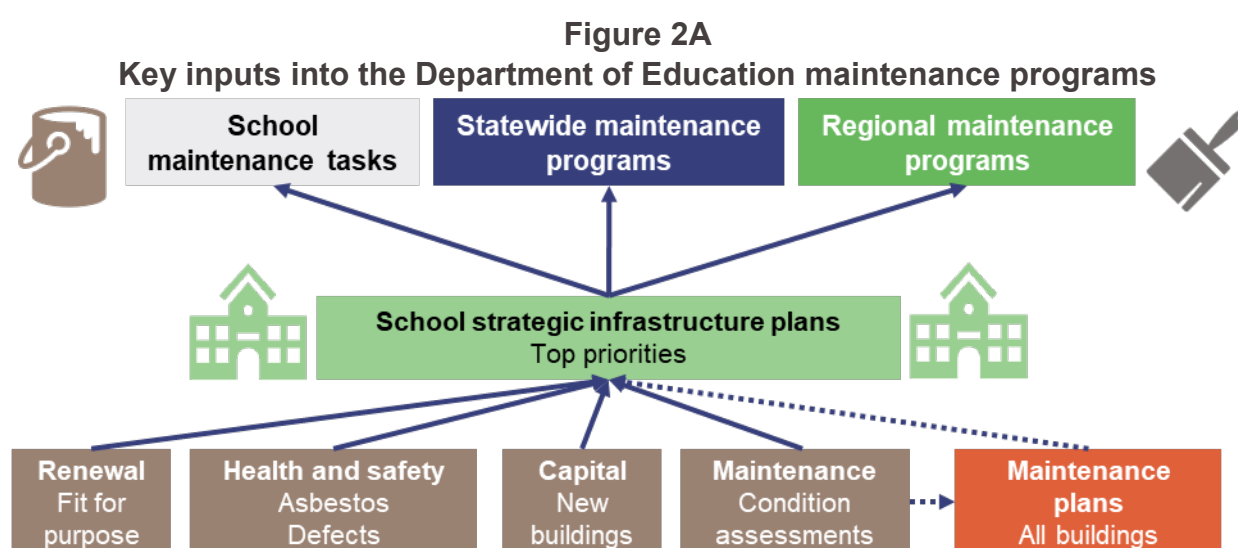 Figure 2A
Key inputs into the Department of Education maintenance programs
School
maintenance tasks
Statewide maintenance
programs
Regional maintenance
programs
School strategic infrastructure plans
Top priorities
Renewal
Fit for
purpose
Health and safety
Asbestos
Defects
Capital
New
buildings
Maintenance
Condition
assessments
Maintenance
plans
All buildings